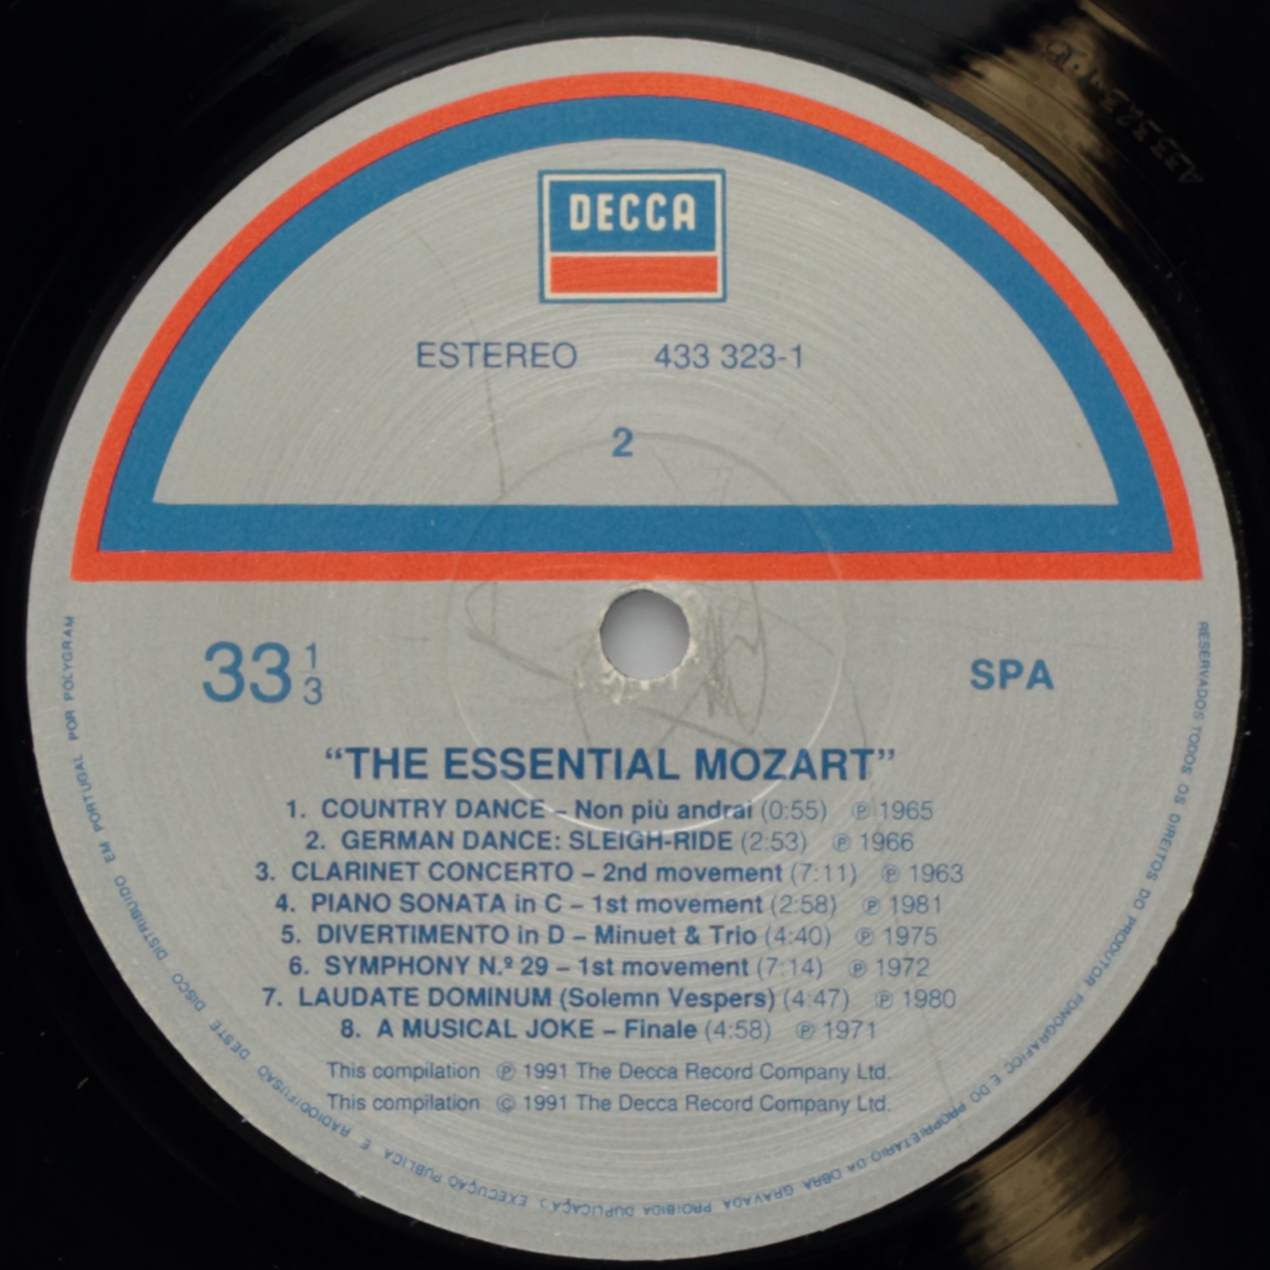 DECCA
ESTEREO 433 323-1
2
33 1/3
SPA
“THE ESSENTIAL MOZART”
1. COUNTRY DANCE – Non più andrai (0:55) ℗ 1965
2. GERMAN DANCE: SLEIGH-RIDE (2:53) ℗ 1966
3. CLARINET CONCERTO – 2nd movement (7:11) ℗ 1963
4. PIANO SONATA in C – 1st movement (2:58) ℗ 1981
5. DIVERTIMENTO in D – Minuet & Trio (4:40) ℗ 1975
6. SYMPHONY N.º 29 – 1st movement (7:14) ℗ 1972
7. LAUDATE DOMINUM (Solemn Vespers) (4:47) ℗ 1980
8. A MUSICAL JOKE – Finale (4:58) ℗ 1971
This compilation ℗ 1991 The Decca Record Company Ltd.
This compilation © 1991 The Decca Record Company Ltd.
RESERVADOS TODOS OS DIREITOS DO PRODUTOR FONOGRAFICO E DO PROPRIETARIO DA OBRA GRAVADA PROIBIDA DUPLICAÇÃO EXECUÇAO PUBLICA E RADIODIFUSAO DESTE DISCO DISTRIBUIDO EM PORTUGAL POR POLYGRAM